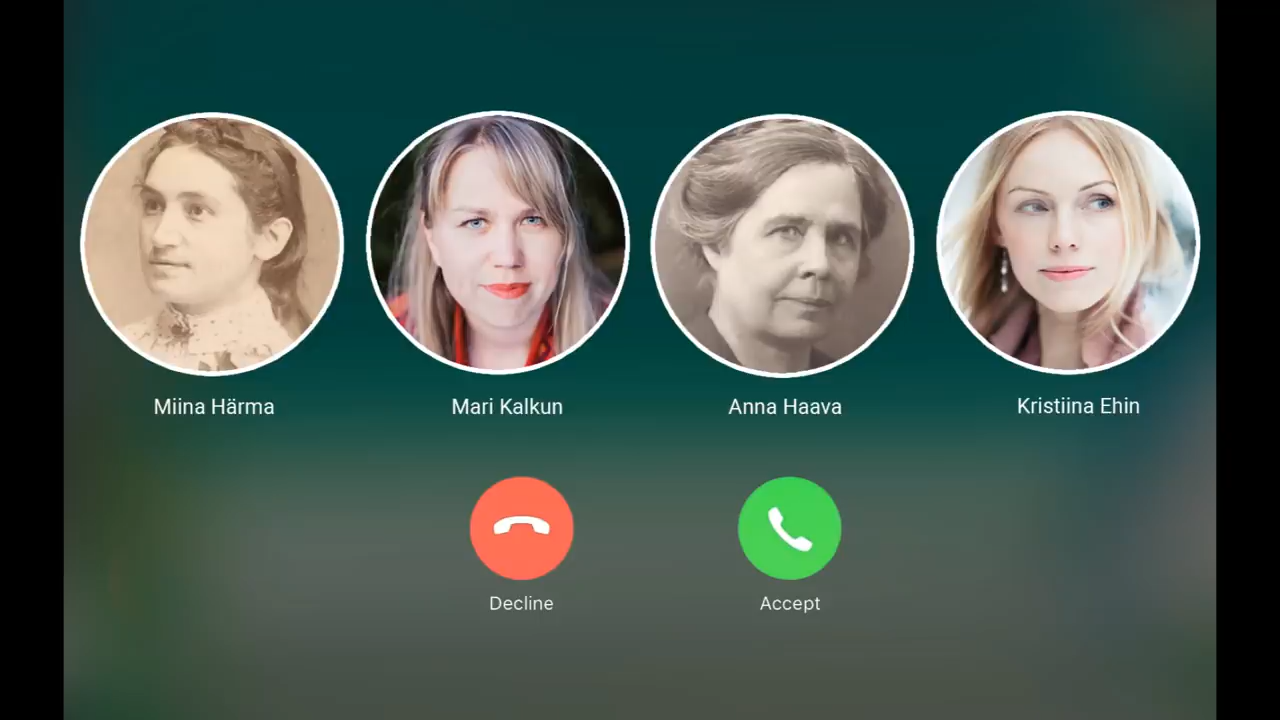 Miina Härma
Mari Kalkun
Anna Haava
Kristiina Ehin
Decline
Accept